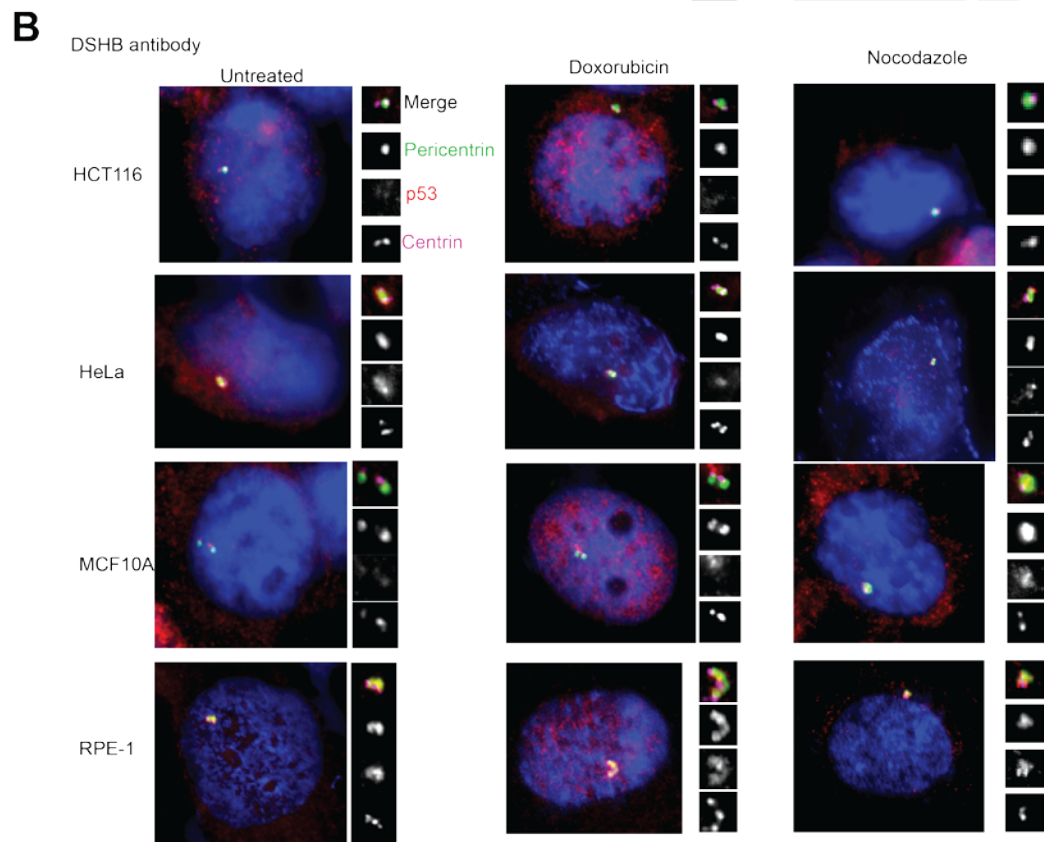 B
DSHB antibody
Untreated
Doxorubicin
Nocodazole
HCT116
Merge
Pericentrin
p53
Centrin
HeLa
MCF10A
RPE-1